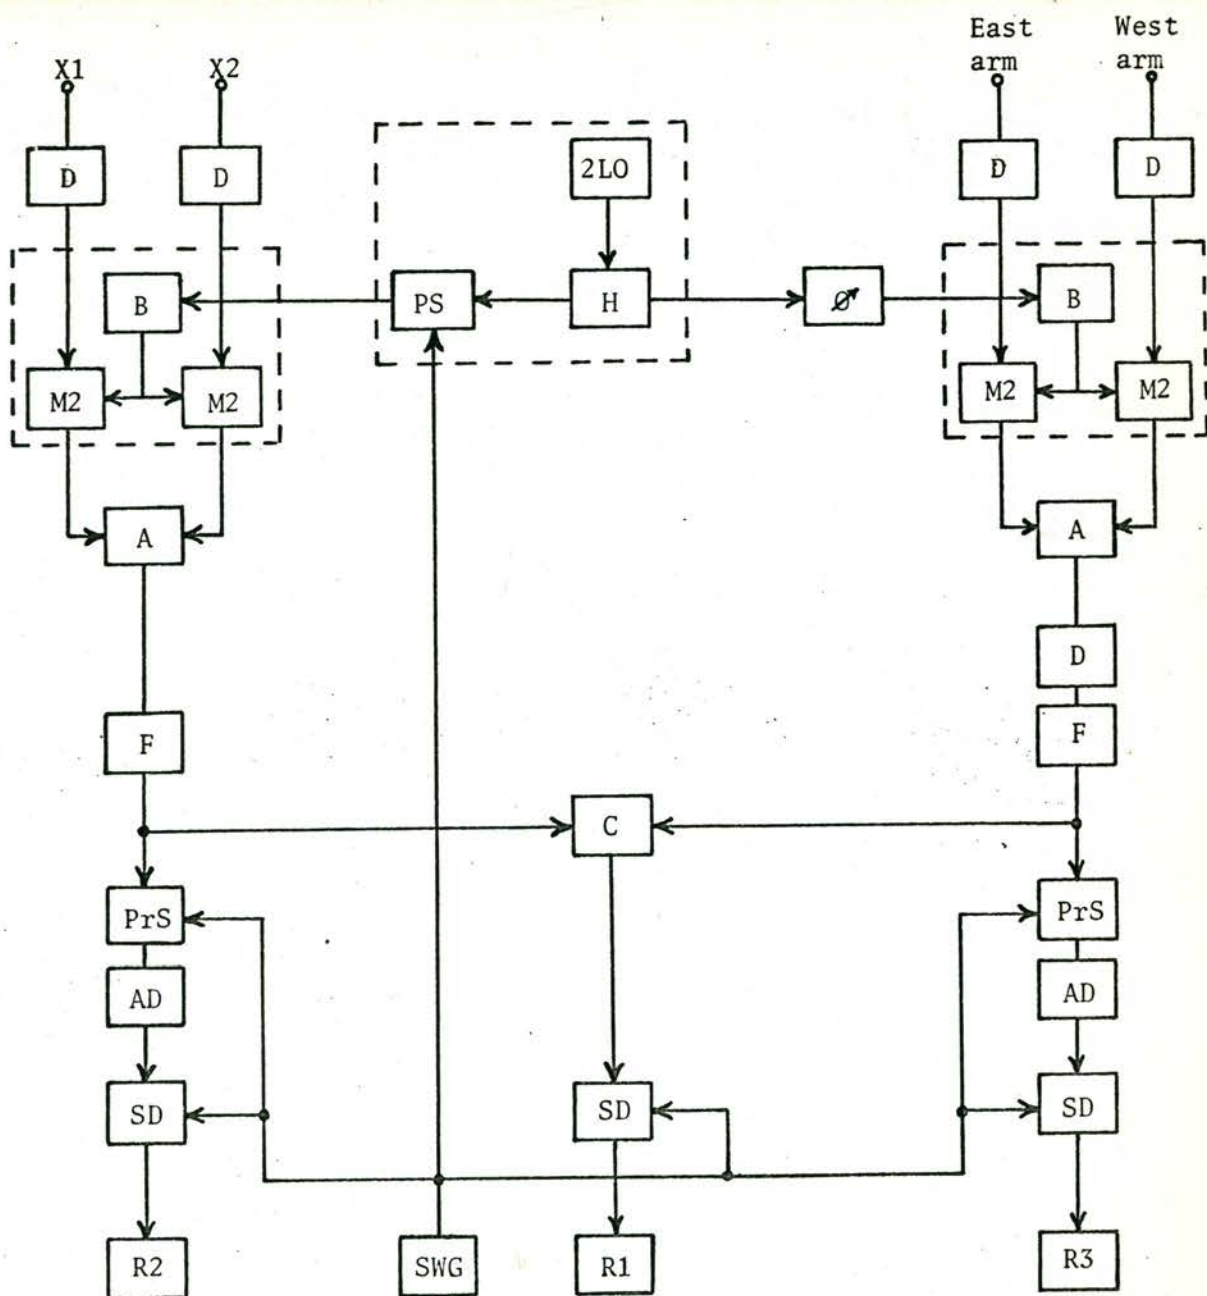 X1 X2 East arm West arm
D D 2LO D D
B PS H Ø B
M2 M2 M2 M2
A A
D
F F
C
PrS PrS
AD AD
SD SD SD
R2 SWG R1 R3